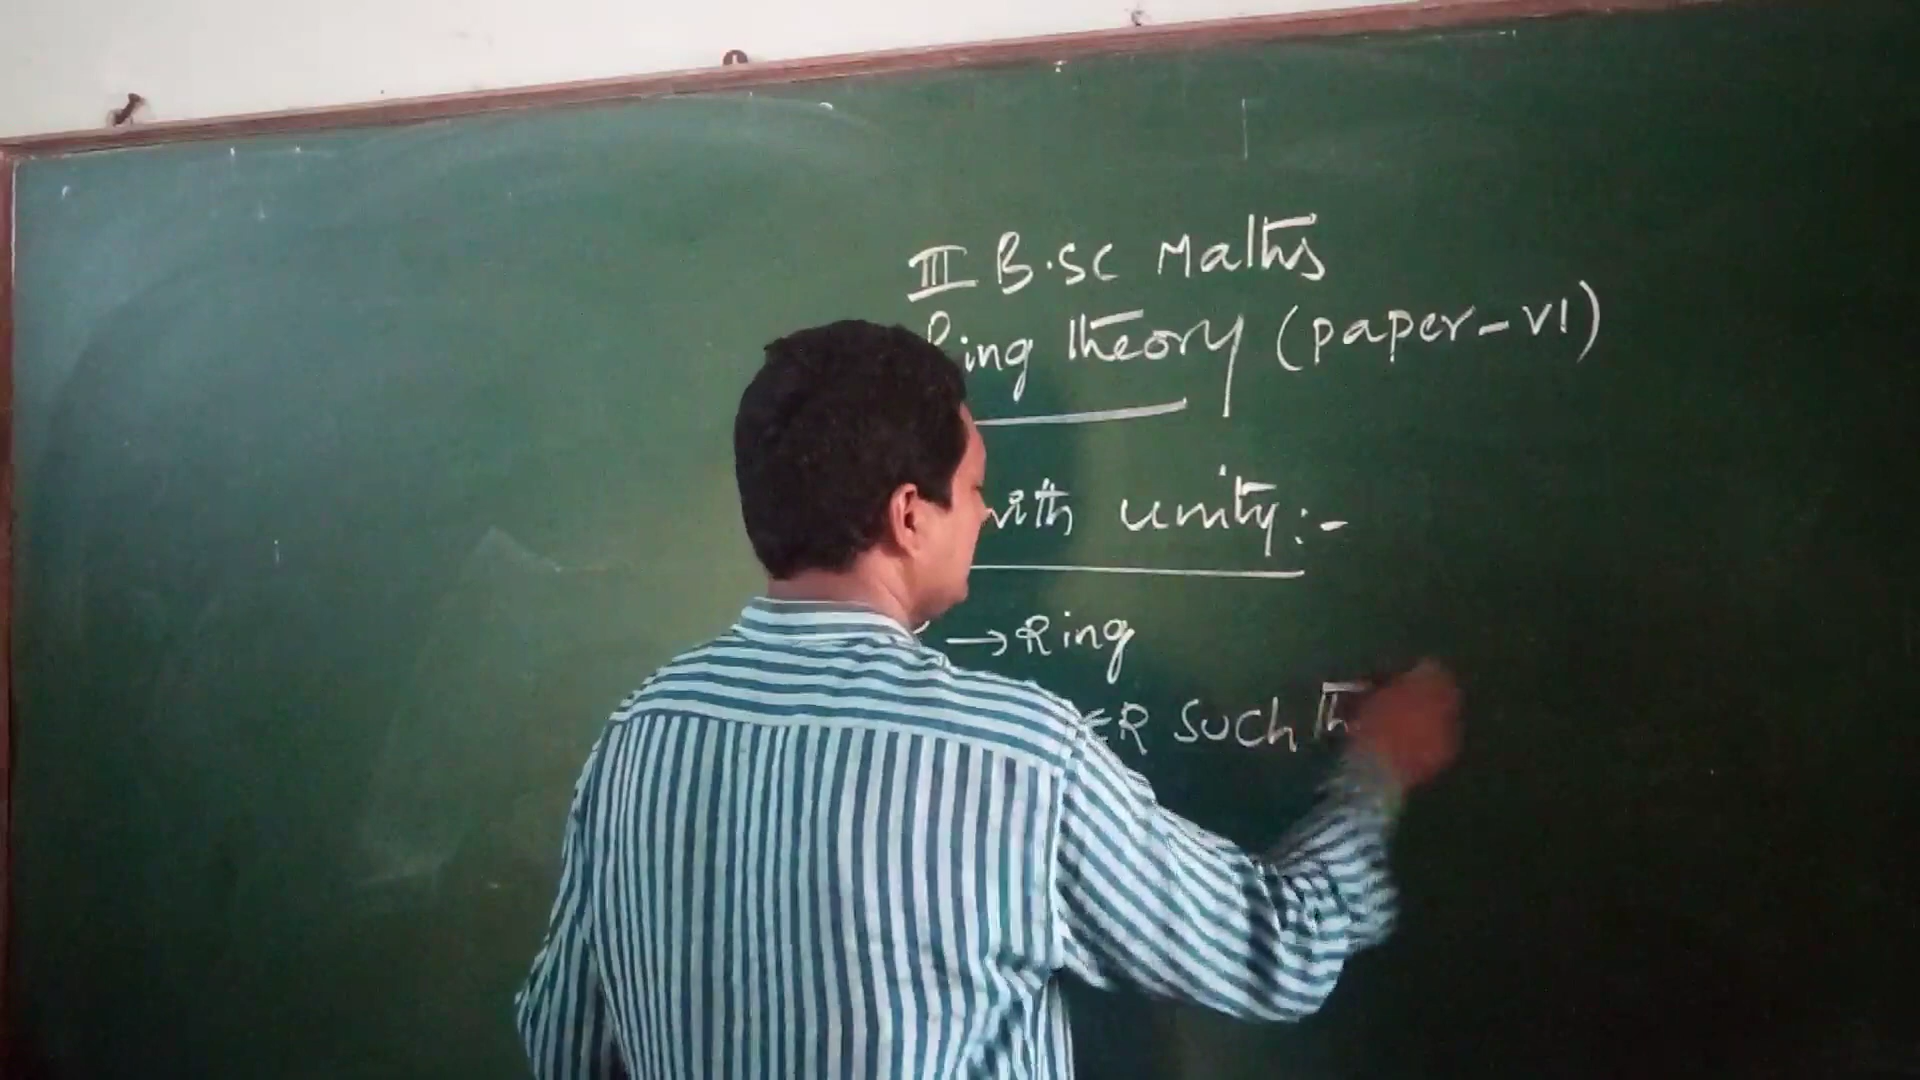 III B.SC Maths
Ring theory (paper-VI)
with unity:-
→ Ring
∈R SUCH th